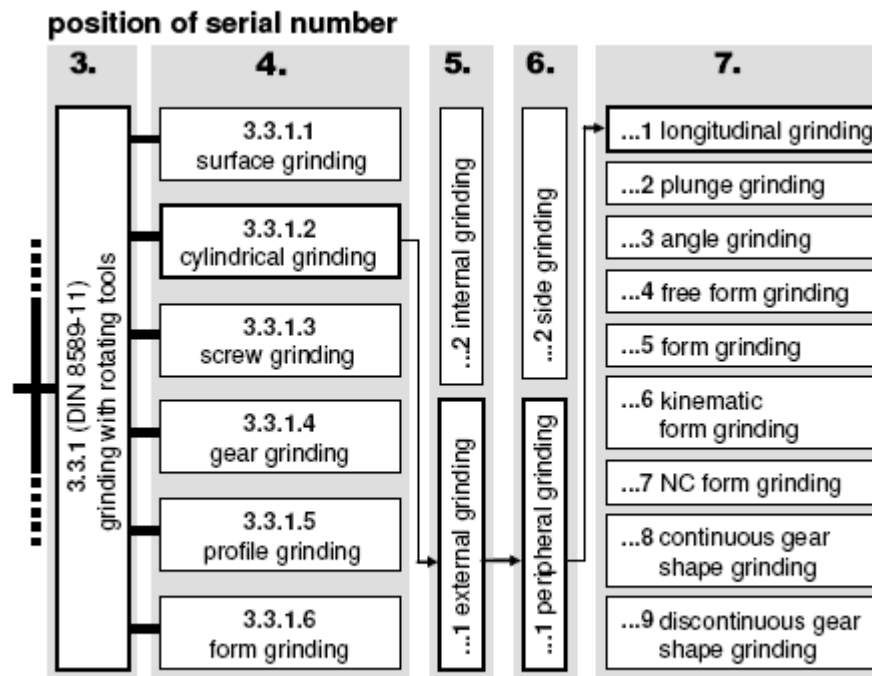 position of serial number
3.
4.
5.
6.
7.
3.3.1 (DIN 8589-11)
grinding with rotating tools
3.3.1.1
surface grinding
3.3.1.2
cylindrical grinding
3.3.1.3
screw grinding
3.3.1.4
gear grinding
3.3.1.5
profile grinding
3.3.1.6
form grinding
...2 internal grinding
...1 external grinding
...2 side grinding
...1 peripheral grinding
...1 longitudinal grinding
...2 plunge grinding
...3 angle grinding
...4 free form grinding
...5 form grinding
...6 kinematic
form grinding
...7 NC form grinding
...8 continuous gear
shape grinding
...9 discontinuous gear
shape grinding